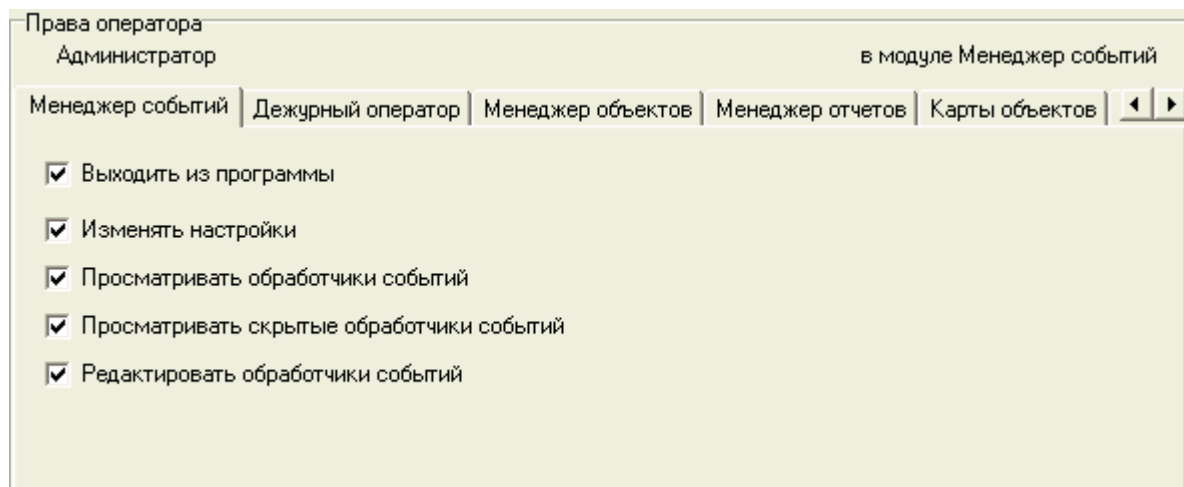 Права оператора
Администратор в модуле Менеджер событий
Менеджер событий Дежурный оператор Менеджер объектов Менеджер отчетов Карты объектов
Выходить из программы
Изменять настройки
Просматривать обработчики событий
Просматривать скрытые обработчики событий
Редактировать обработчики событий